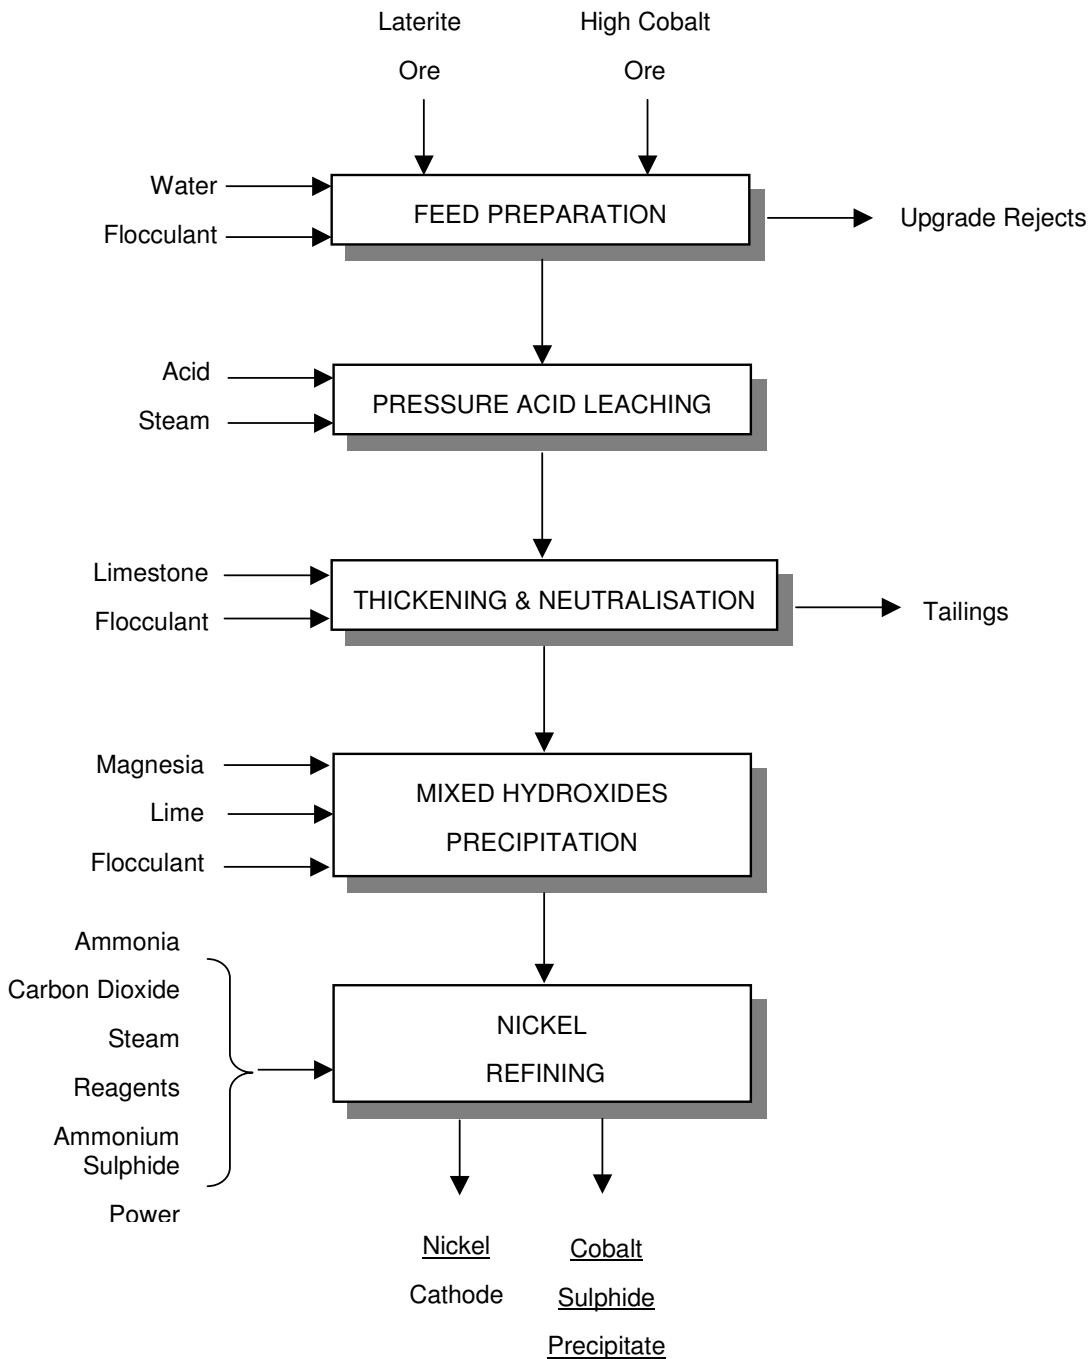 Laterite
Ore
High Cobalt
Ore
Water
Flocculant
FEED PREPARATION
Upgrade Rejects
Acid
Steam
PRESSURE ACID LEACHING
Limestone
Flocculant
THICKENING & NEUTRALISATION
Tailings
Magnesia
Lime
Flocculant
MIXED HYDROXIDES
PRECIPITATION
Ammonia
Carbon Dioxide
Steam
Reagents
Ammonium
Sulphide
Power
NICKEL
REFINING
Nickel
Cathode
Cobalt
Sulphide
Precipitate